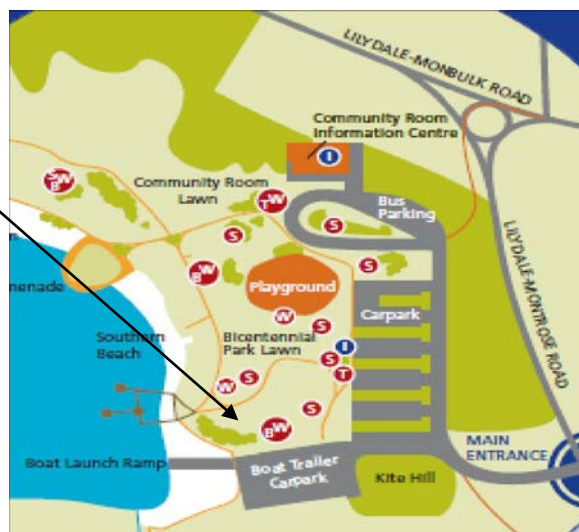 LILYDALE-MONBULK ROAD
Community Room
Information Centre
I
S
B W
Community Room
Lawn
T W
Bus
Parking
S
S
S
LILYDALE-MONTROSE ROAD
B W
Playground
menade
W
S
Carpark
Southern
Beach
Bicentennial
Park Lawn
I
S
T
W
S
S
B W
MAIN
ENTRANCE
Boat Launch Ramp
Boat Trailer
Carpark
Kite Hill